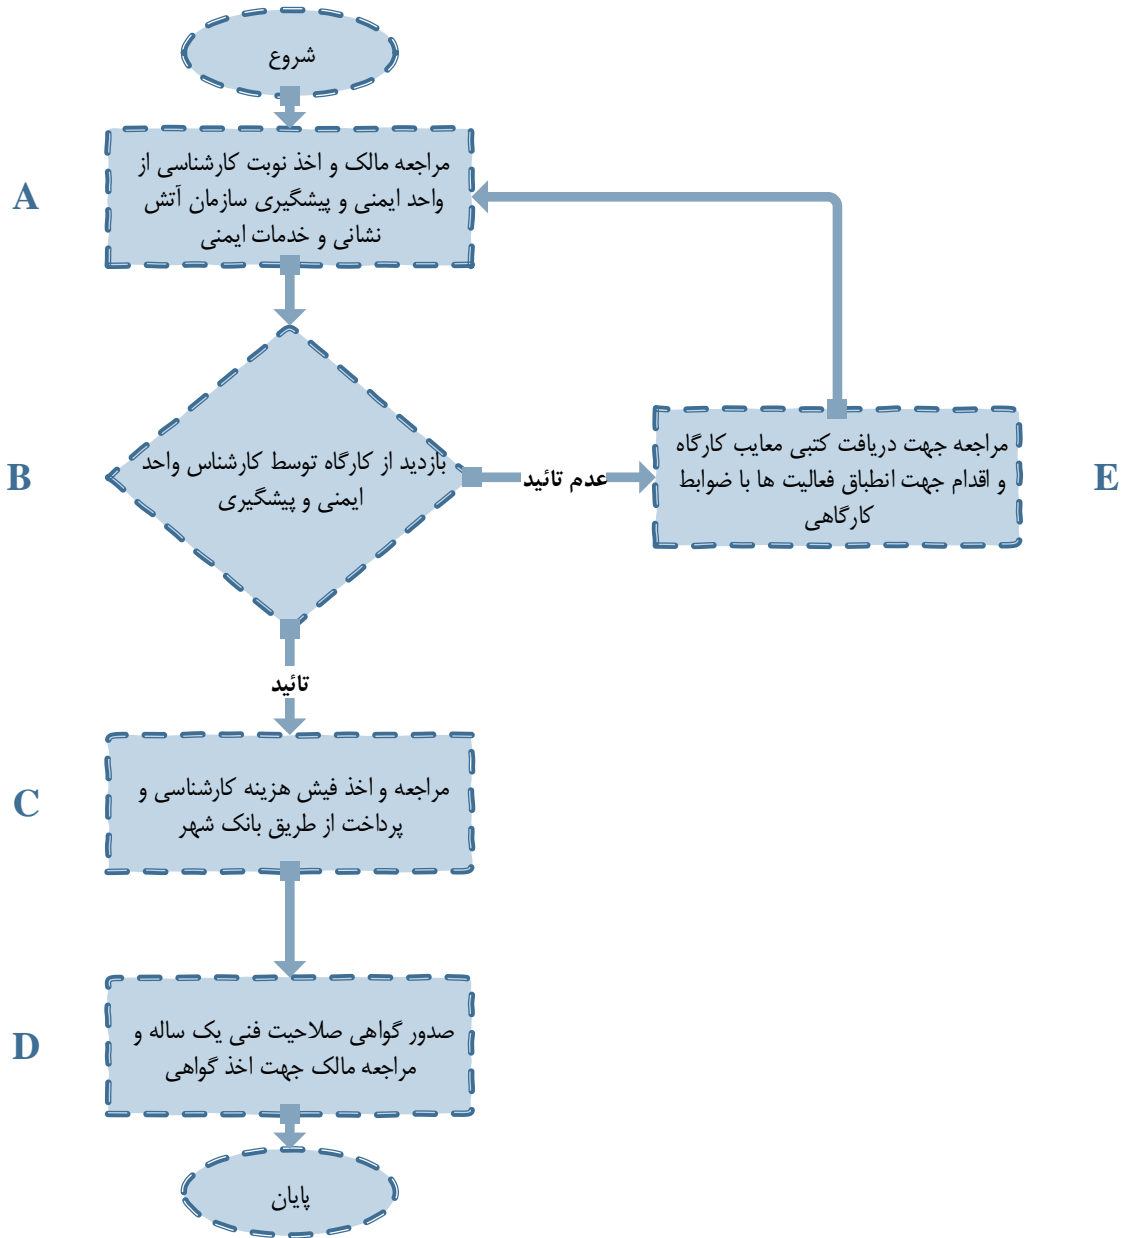 شروع
A
مراجعه مالک و اخذ نوبت کارشناسی از
واحد ایمنی و پیشگیری سازمان آتش
نشانی و خدمات ایمنی
B
بازدید از کارگاه توسط کارشناس واحد
ایمنی و پیشگیری
عدم تائید
مراجعه جهت دریافت کتبی معایب کارگاه
و اقدام جهت انطباق فعالیت ها با ضوابط
کارگاهی
E
تائید
C
مراجعه و اخذ فیش هزینه کارشناسی و
پرداخت از طریق بانک شهر
D
صدور گواهی صلاحیت فنی یک ساله و
مراجعه مالک جهت اخذ گواهی
پایان